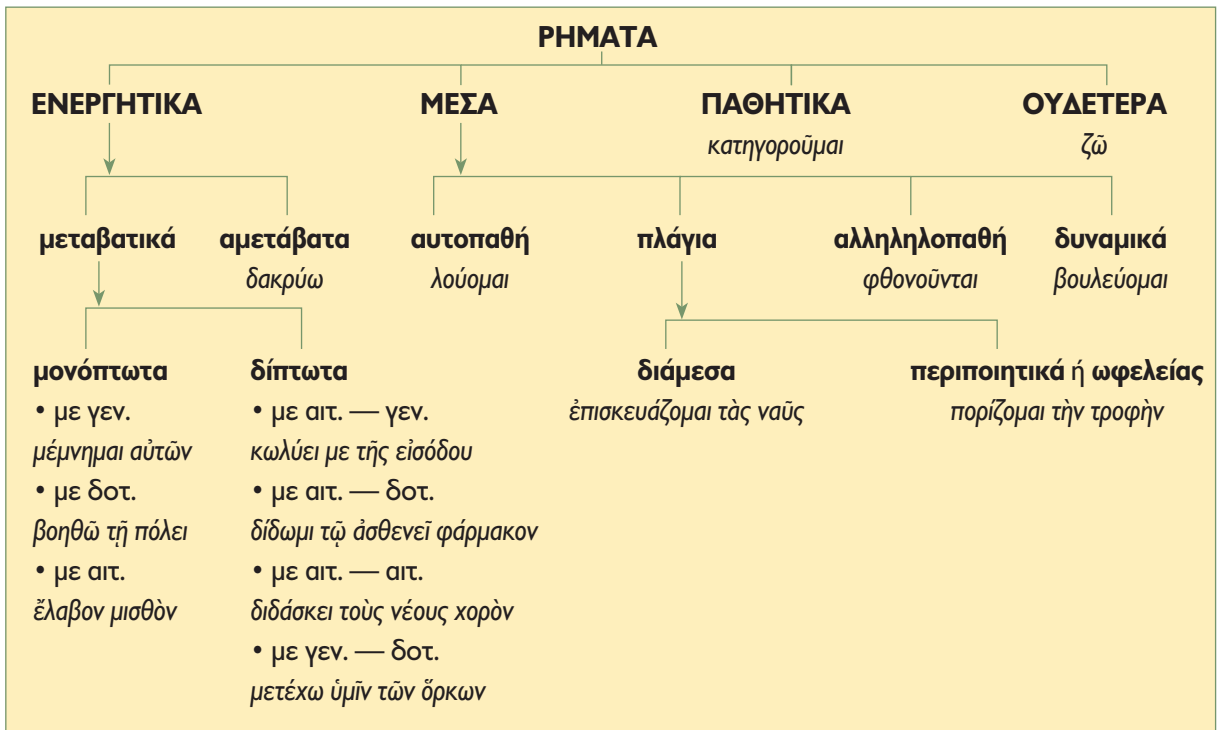 ΡΗΜΑΤΑ
ΕΝΕΡΓΗΤΙΚΑ ΜΕΣΑ ΠΑΘΗΤΙΚΑ ΟΥΔΕΤΕΡΑ
κατηγοροῦμαι ζῶ
μεταβατικά αμετάβατα αυτοπαθή πλάγια αλληληλοπαθή δυναμικά
δακρύω λούομαι φθονοῦνται βουλεύομαι
μονόπτωτα δίπτωτα διάμεσα περιποιητικά ή ωφελείας
• με γεν. • με αιτ. — γεν. ἐπισκευάζομαι τὰς ναῦς πορίζομαι τὴν τροφὴν
μέμνημαι αὐτῶν κωλύει με τῆς εἰσόδου
• με δοτ. • με αιτ. — δοτ.
βοηθῶ τῇ πόλει δίδωμι τῷ ἀσθενεῖ φάρμακον
• με αιτ. • με αιτ. — αιτ.
ἔλαβον μισθὸν διδάσκει τοὺς νέους χορὸν
• με γεν. — δοτ.
μετέχω ὑμῖν τῶν ὅρκων